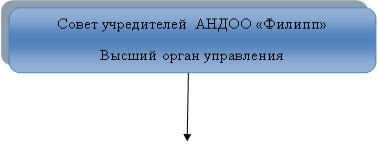 Совет учредителей АНДОО «Филипп»
Высший орган управления